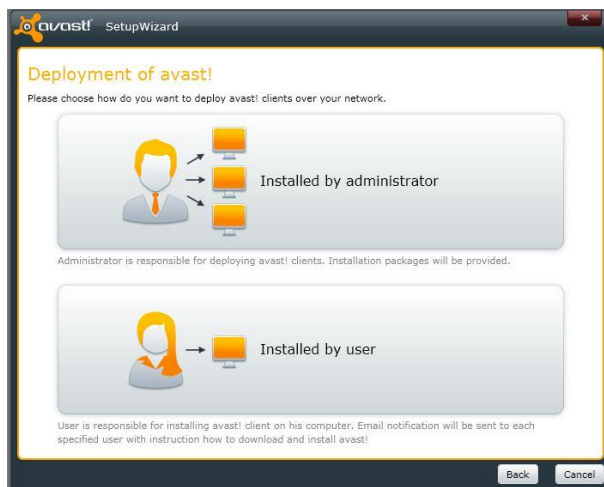 avast! SetupWizard
Deployment of avast!
Please choose how do you want to deploy avast! clients over your network.
Installed by administrator
Administrator is responsible for deploying avast! clients. Installation packages will be provided.
Installed by user
User is responsible for installing avast! client on his computer. Email notification will be sent to each
specified user with instruction how to download and install avast!
Back Cancel